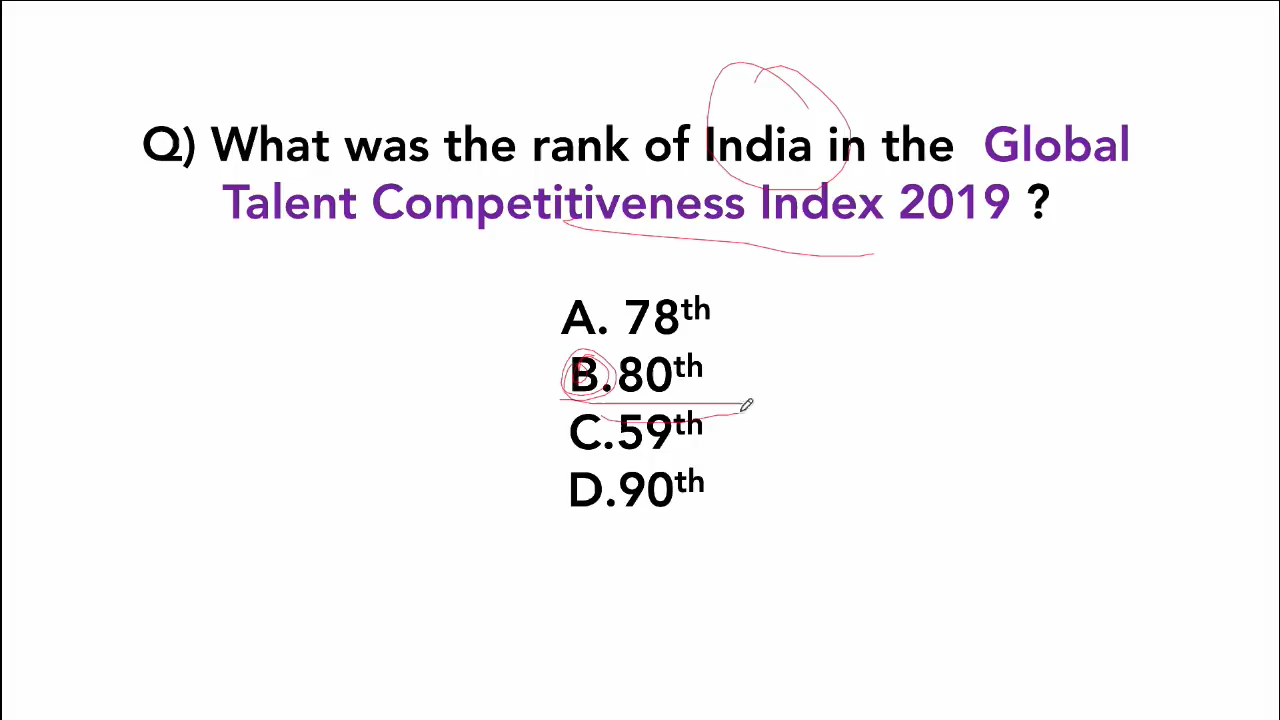 Q) What was the rank of India in the Global
Talent Competitiveness Index 2019 ?
A. 78th
B.80th
C.59th
D.90th